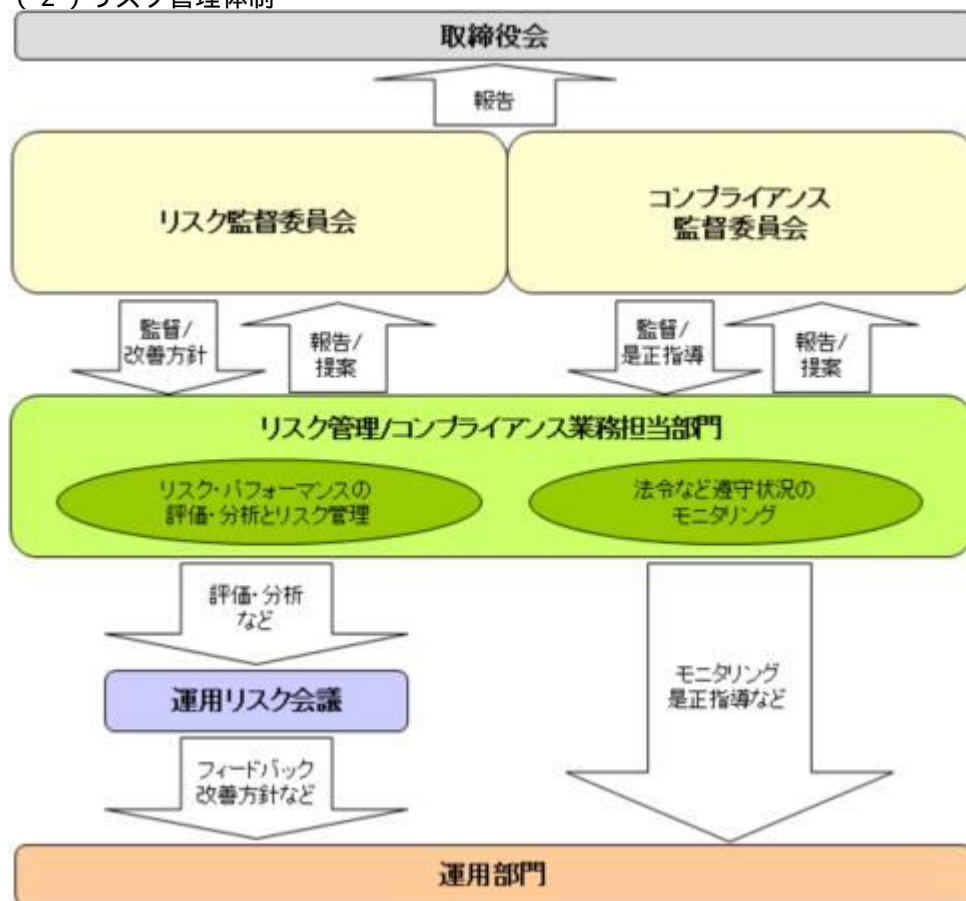 (2)リスク管理体制
取締役会
報告
リスク監督委員会
コンプライアンス
監督委員会
監督/
改善方針
報告/
提案
監督/
是正指導
報告/
提案
リスク管理/コンプライアンス業務担当部門
リスク・パフォーマンスの
評価・分析とリスク管理
法令など遵守状況の
モニタリング
評価・分析
など
運用リスク会議
モニタリング
是正指導など
フィードバック
改善方針など
運用部門